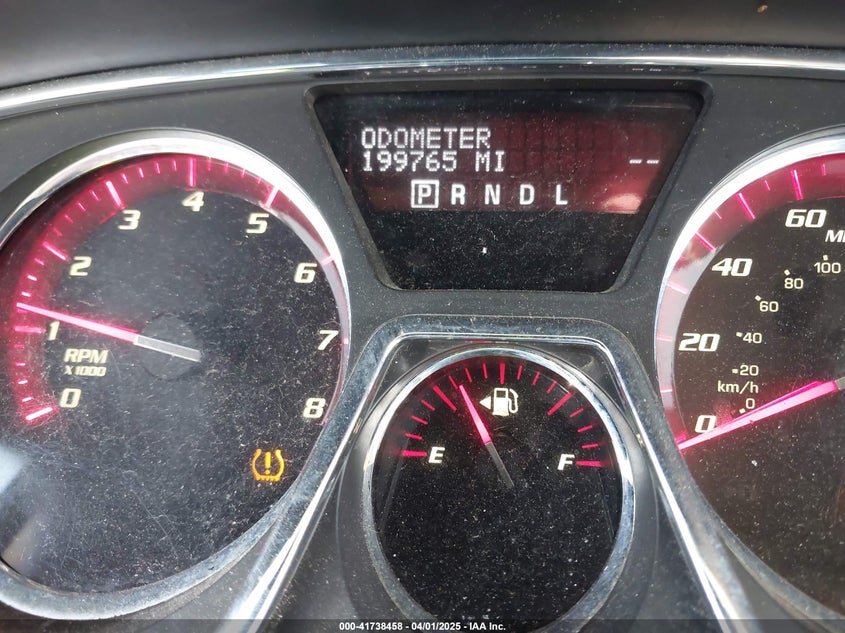 ODOMETER
199765 MI --
P R N D L
0 1 2 3 4 5 6 7 8
RPM
X 1000
E F
0 20 40 60
0 20 40 60 80 100
km/h
000-41738458 - 04/01/2025 - IAA Inc.